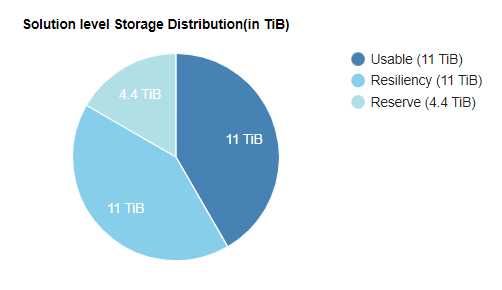 Solution level Storage Distribution(in TiB)
Usable (11 TiB)
Resiliency (11 TiB)
Reserve (4.4 TiB)
4.4 TiB
11 TiB
11 TiB